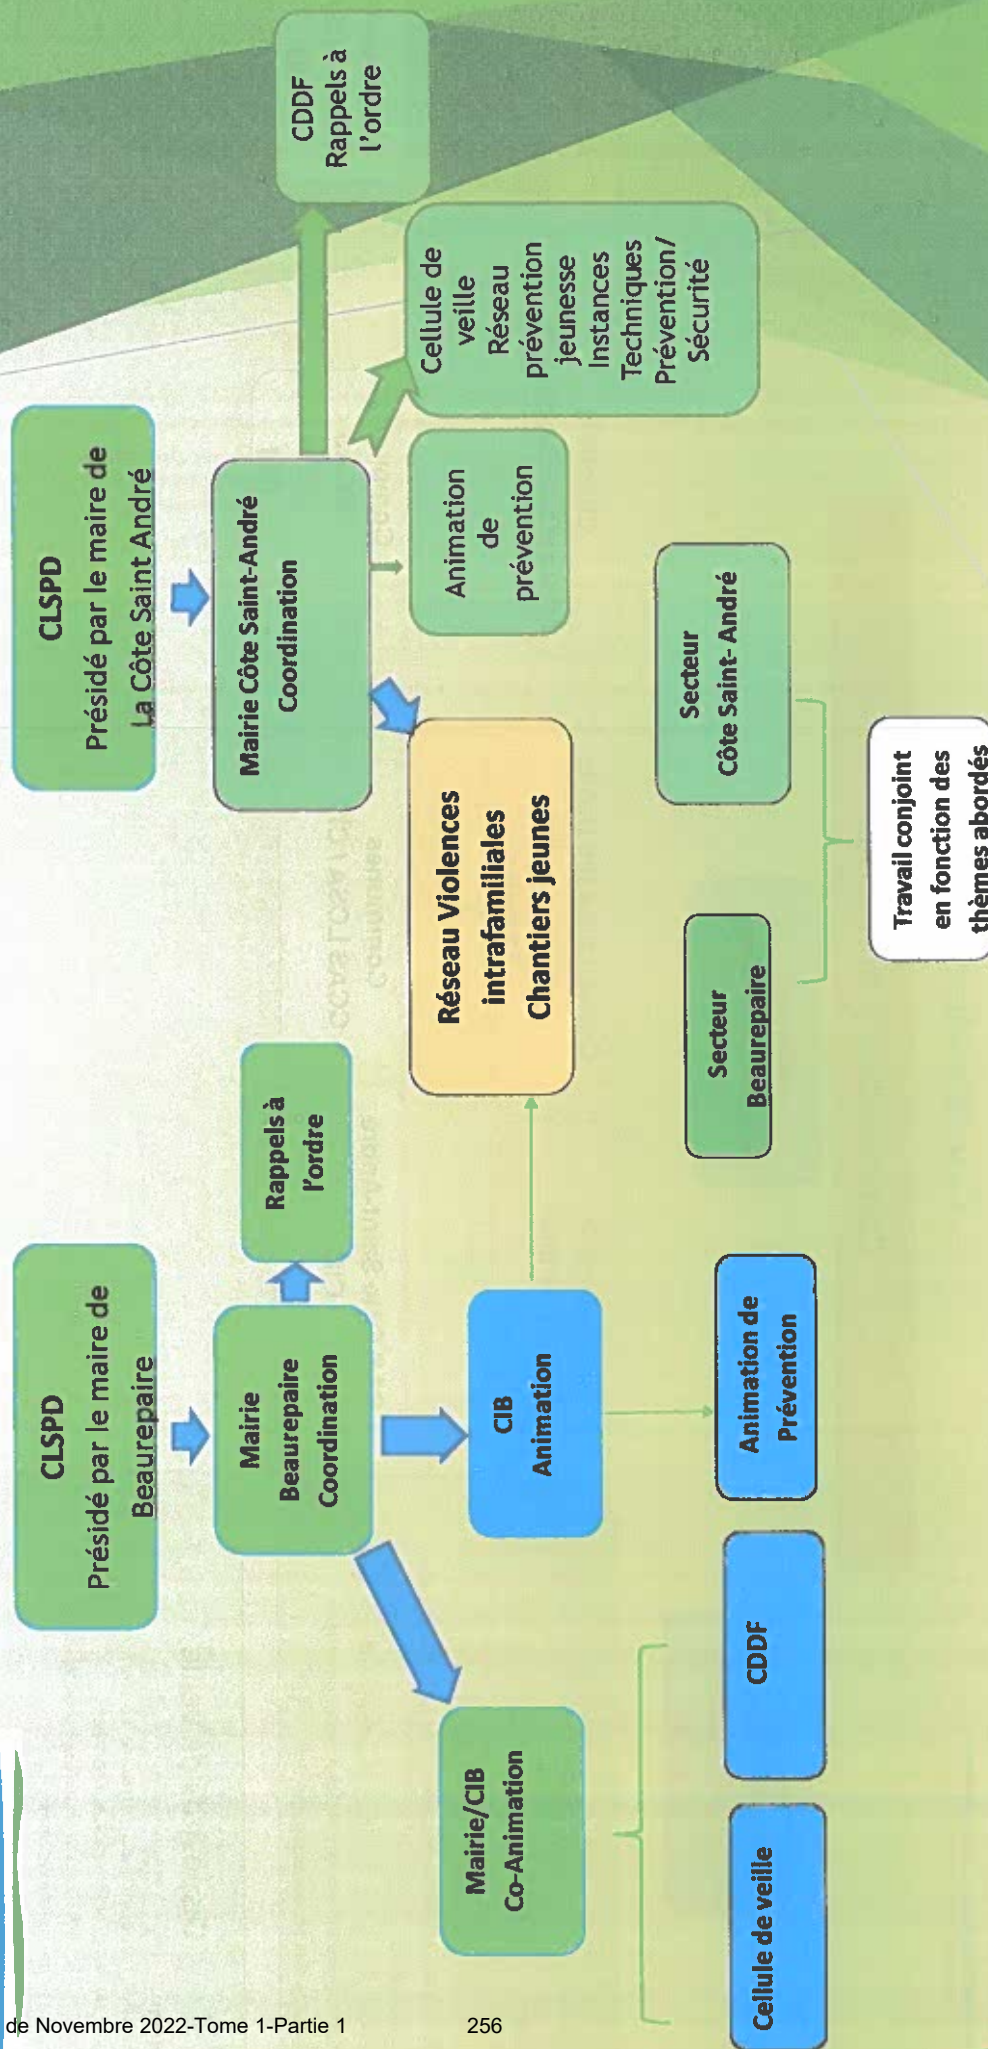 CLSPD
Présidé par le maire de
Beaurepaire
CLSPD
Présidé par le maire de
La Côte Saint André
Mairie
Beaurepaire
Coordination
Rappels à
l'ordre
Mairie Côte Saint-André
Coordination
CDDF
Rappels à
l'ordre
Mairie/CIB
Co-Animation
CIB
Animation
Réseau Violences
intrafamiliales
Chantiers jeunes
Animation
de
prévention
Cellule de
veille
Réseau
prévention
jeunesse
Instances
Techniques
Prévention/
Sécurité
Cellule de veille
CDDF
Animation de
Prévention
Secteur
Beaurepaire
Secteur
Côte Saint- André
Travail conjoint
en fonction des
thèmes abordés
de Novembre 2022-Tome 1-Partie 1
256